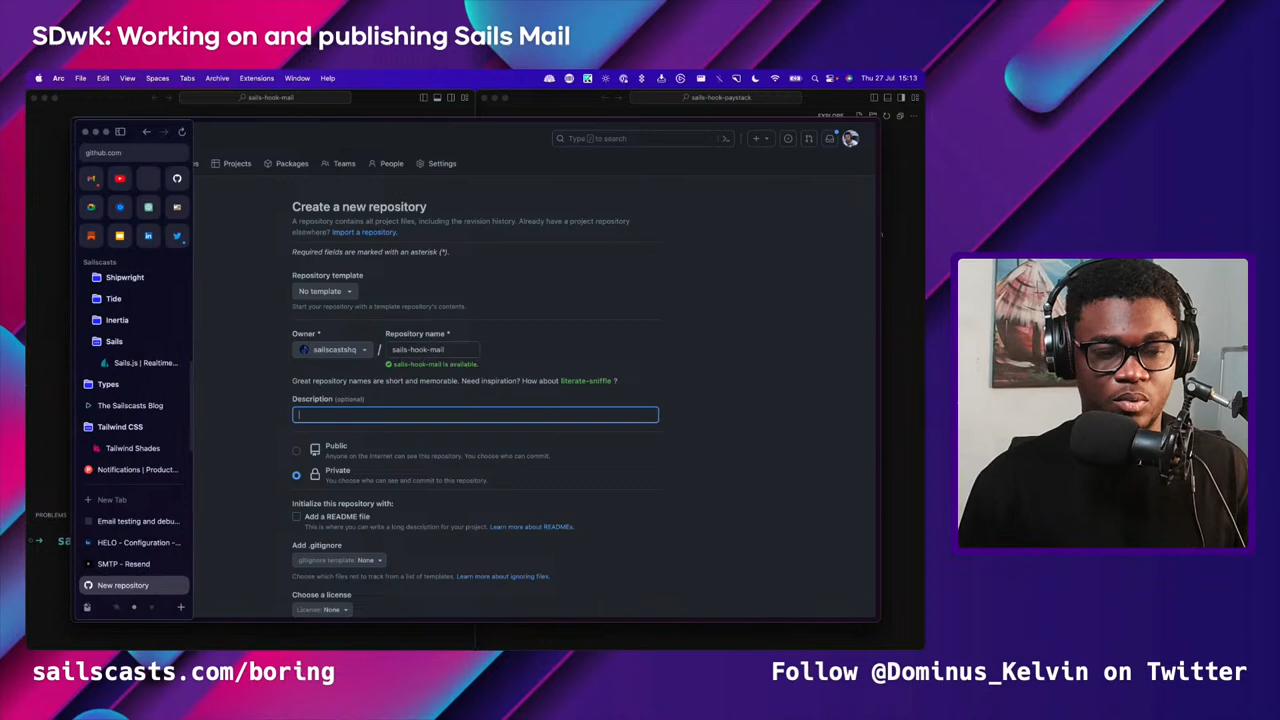 SDwK: Working on and publishing Sails Mail
Arc File Edit View Spaces Tabs Archive Extensions Window Help Thu 27 Jul 15:13
sails-hook-mail
sails-hook-paystack
github.com
Type / to search
Projects Packages Teams People Settings
Create a new repository
A repository contains all project files, including the revision history. Already have a project repository
elsewhere? Import a repository.
Required fields are marked with an asterisk (*).
Repository template
No template
Start your repository with a template repository's contents.
Owner * Repository name *
sailscastshq / sails-hook-mail
sails-hook-mail is available.
Great repository names are short and memorable. Need inspiration? How about literate-sniffle ?
Description (optional)
Public
Anyone on the internet can see this repository. You choose who can commit.
Private
You choose who can see and commit to this repository.
Initialize this repository with:
Add a README file
This is where you can write a long description for your project. Learn more about READMEs.
Add .gitignore
.gitignore template: None
Choose which files not to track from a list of templates. Learn more about ignoring files.
Choose a license
License: None
Sailscasts
Shipwright
Tide
Inertia
Sails
Sails.js | Realtime...
Types
The Sailscasts Blog
Tailwind CSS
Tailwind Shades
Notifications | Product...
New Tab
Email testing and debu...
HELO - Configuration -...
SMTP - Resend
New repository
PROBLEMS
sa
sailscasts.com/boring
Follow @Dominus_Kelvin on Twitter